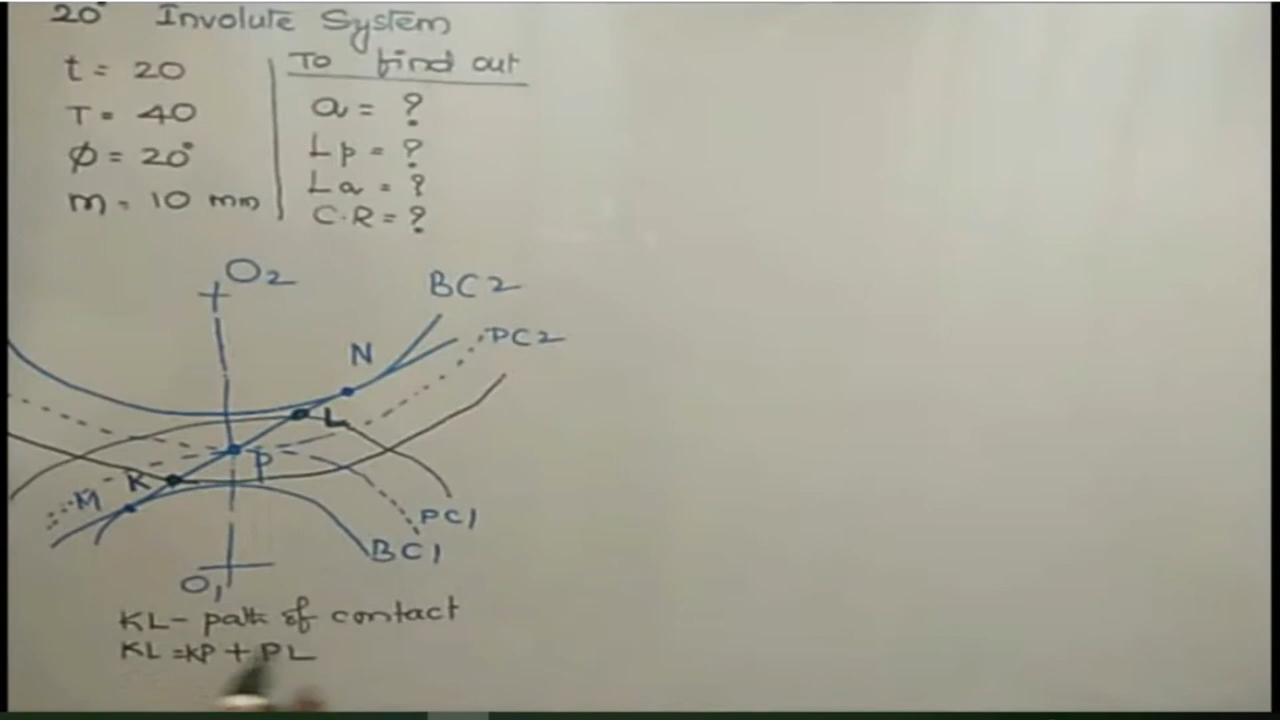 20° Involute System
t = 20
T = 40
φ = 20°
m = 10 mm
To find out
a = ?
Lp = ?
La = ?
C.R = ?
O2
BC2
PC2
N
L
P
K
M
PC1
BC1
O1
KL - path of contact
KL = KP + PL